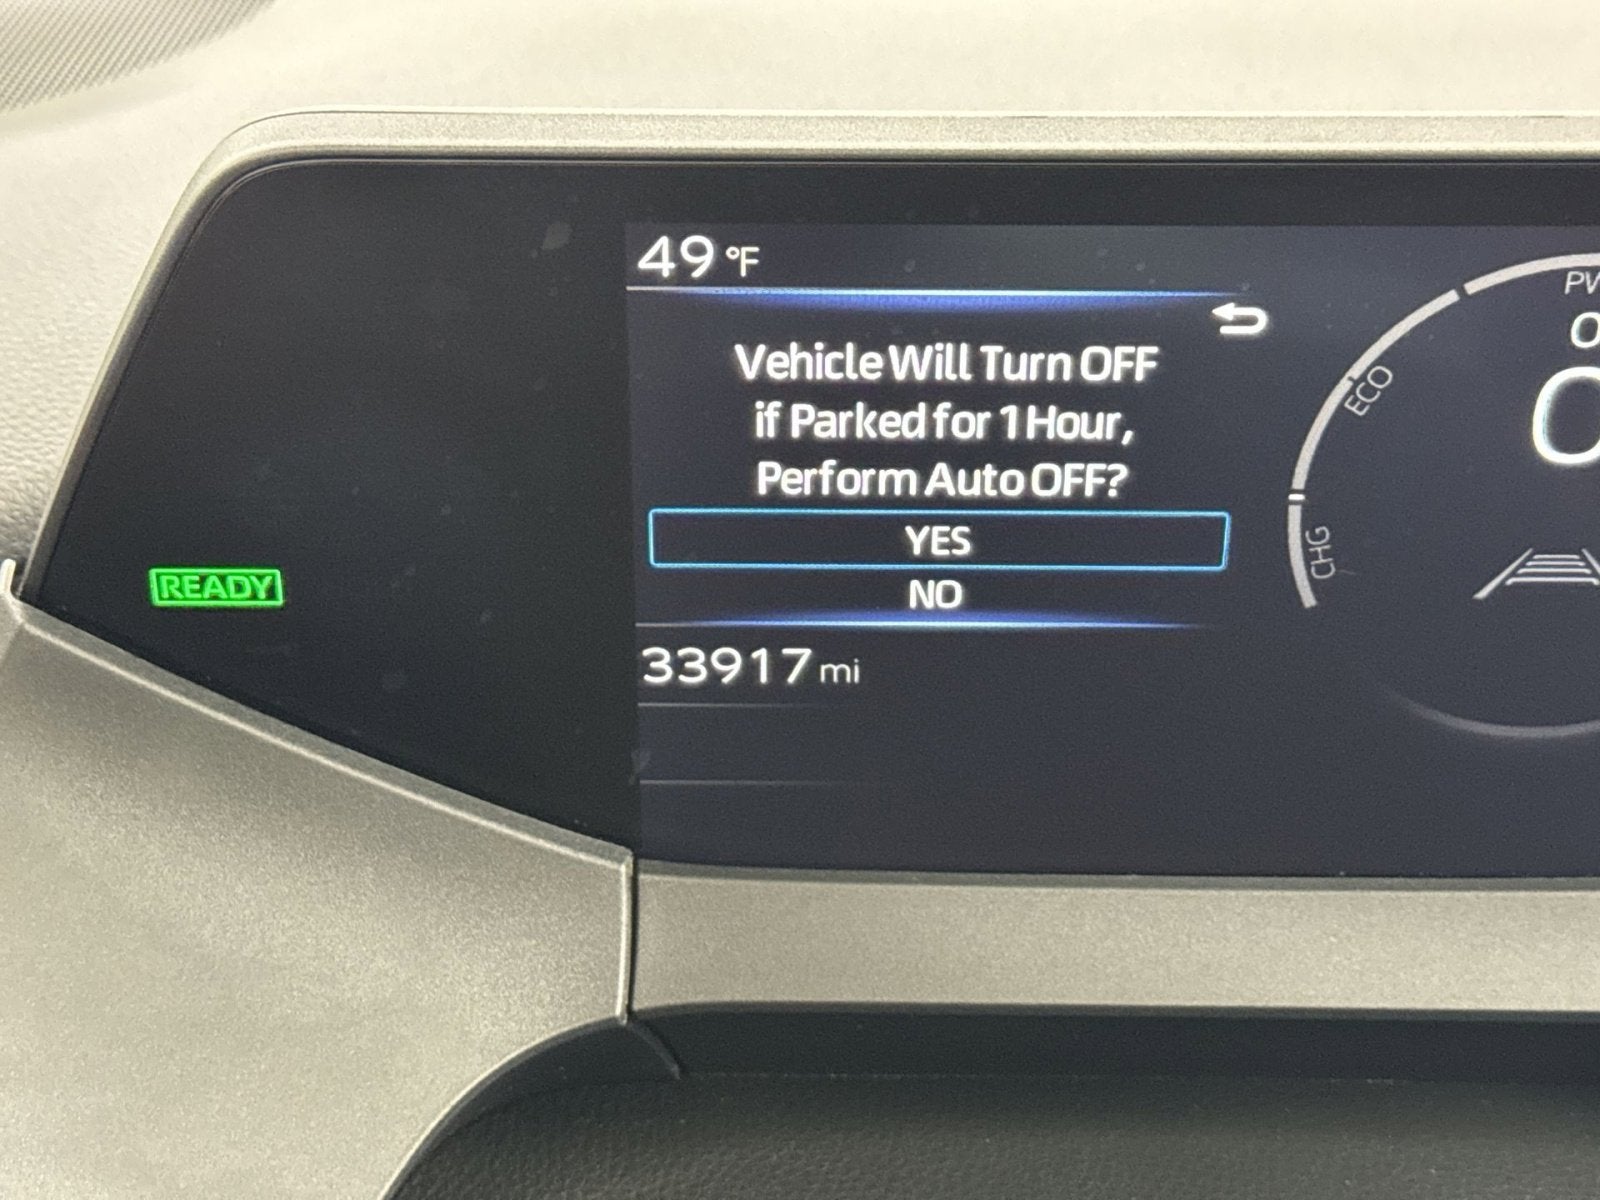 49 °F
Vehicle Will Turn OFF
if Parked for 1 Hour,
Perform Auto OFF?
YES
NO
READY
33917 mi
ECO
CHG
0